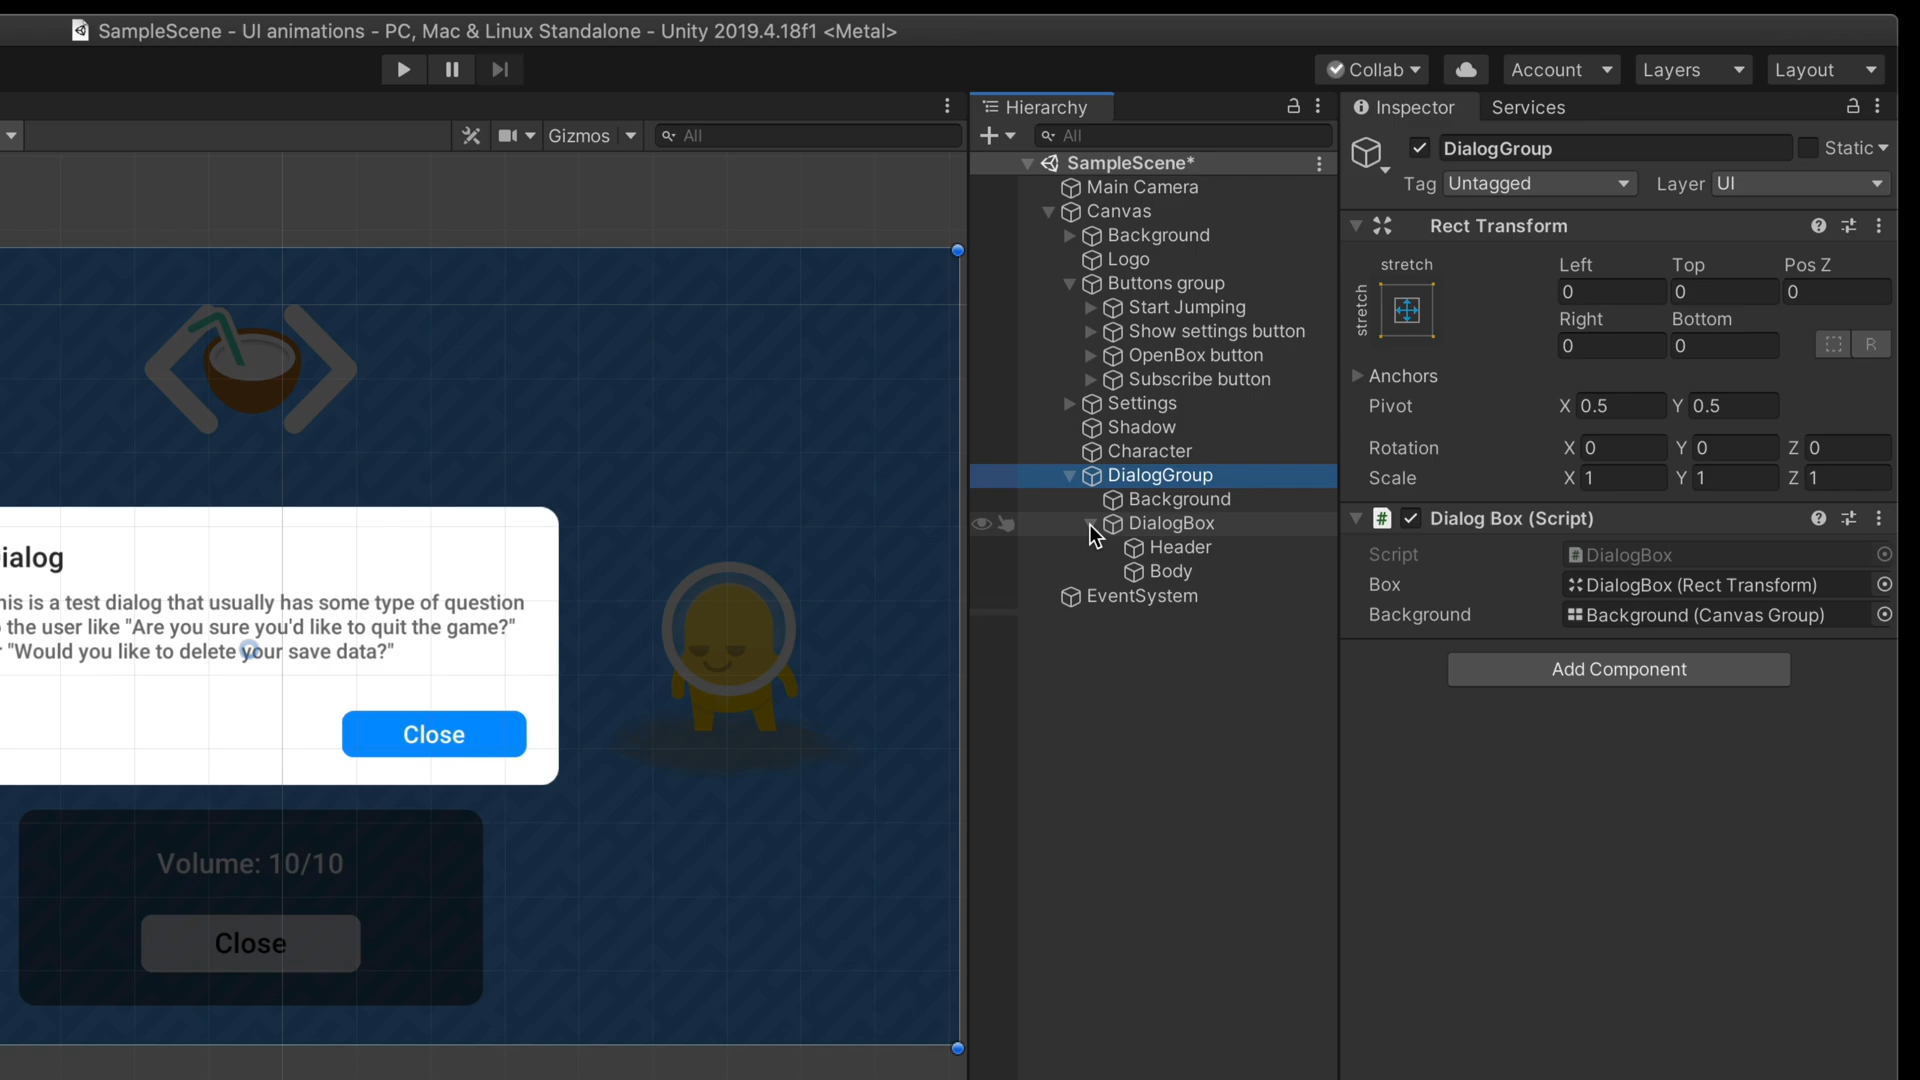 SampleScene - UI animations - PC, Mac & Linux Standalone - Unity 2019.4.18f1 <Metal>
Collab
Account
Layers
Layout
Gizmos
All
Hierarchy
All
SampleScene*
Main Camera
Canvas
Background
Logo
Buttons group
Start Jumping
Show settings button
OpenBox button
Subscribe button
Settings
Shadow
Character
DialogGroup
Background
DialogBox
Header
Body
EventSystem
Inspector
Services
DialogGroup
Static
Tag Untagged
Layer UI
Rect Transform
stretch
stretch
Left Top Pos Z
0 0 0
Right Bottom
0 0
R
Anchors
Pivot X 0.5 Y 0.5
Rotation X 0 Y 0 Z 0
Scale X 1 Y 1 Z 1
# Dialog Box (Script)
Script # DialogBox
Box DialogBox (Rect Transform)
Background Background (Canvas Group)
Add Component
ialog
his is a test dialog that usually has some type of question
the user like "Are you sure you'd like to quit the game?"
"Would you like to delete your save data?"
Close
Volume: 10/10
Close